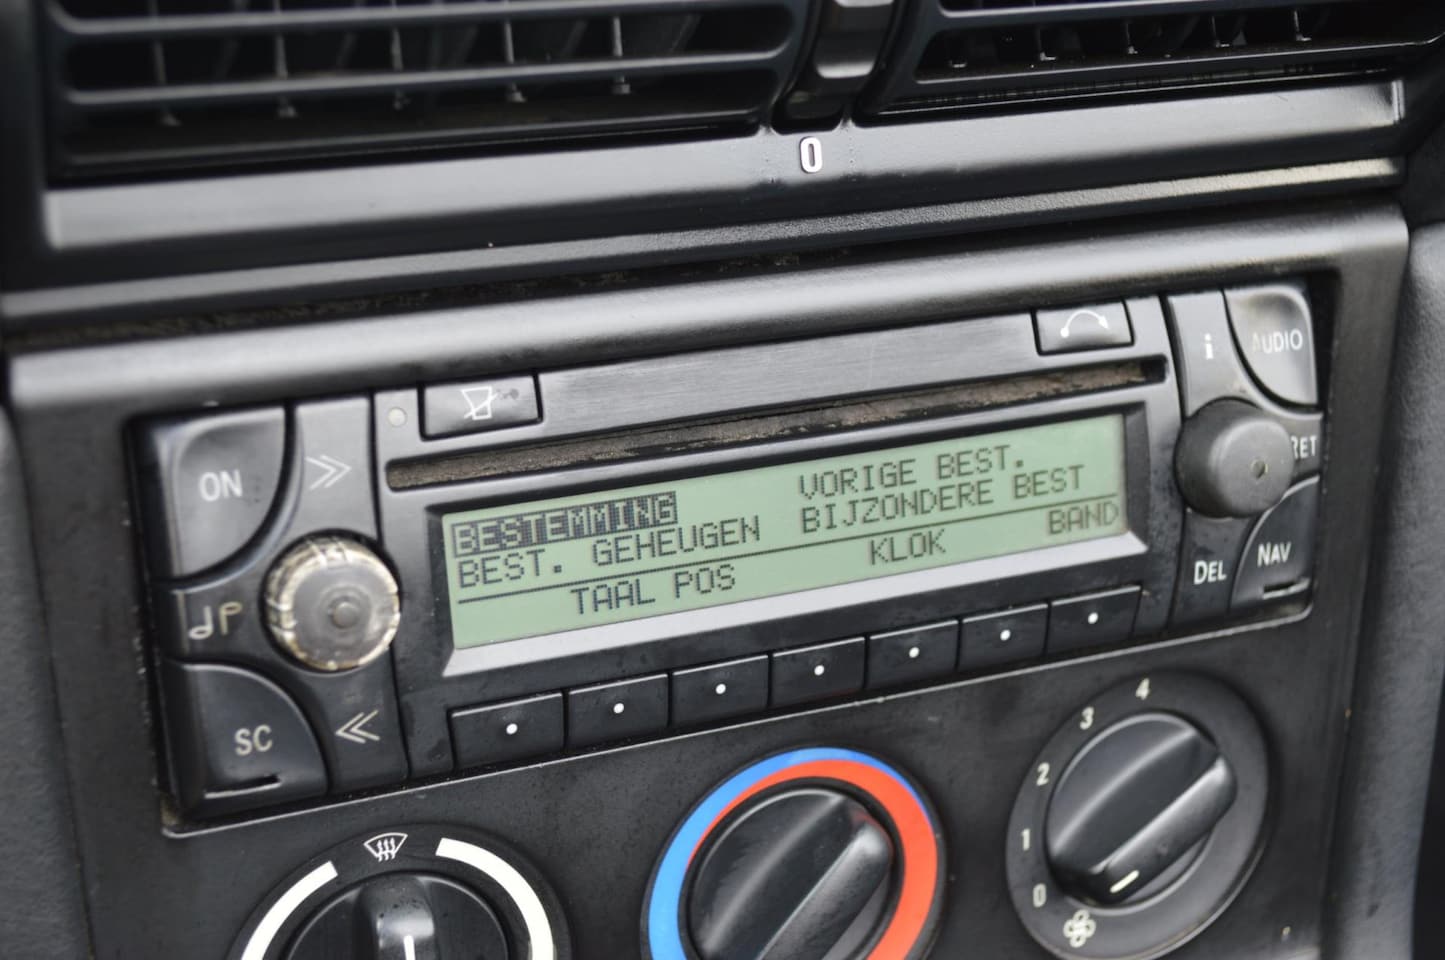 0
AUDIO
i
ON
RET
BESTEMMING VORIGE BEST.
BEST. GEHEUGEN BIJZONDERE BEST
TAAL POS KLOK BAND
DEL NAV
SC
4
3
2
1
0